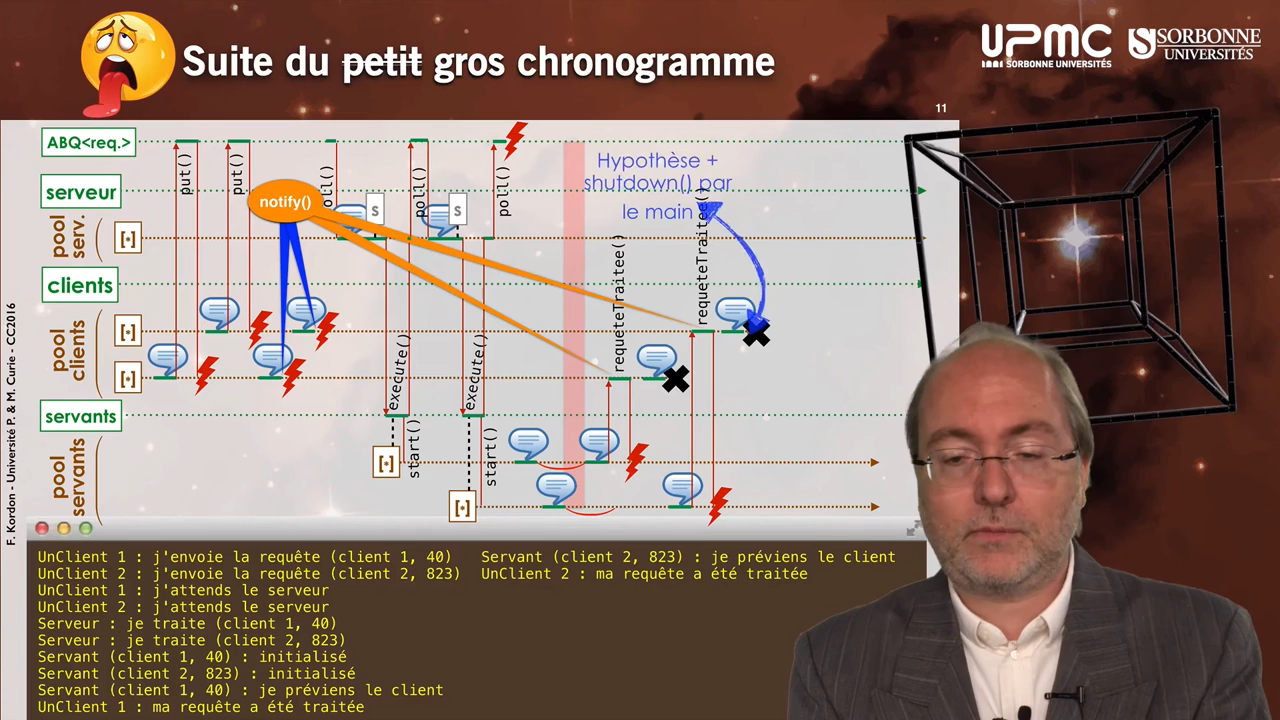 Suite du petit gros chronogramme
UPMC
SORBONNE UNIVERSITÉS
SORBONNE
UNIVERSITÉS
11
ABQ<req.>
put()
put()
poll()
poll()
Hypothèse +
shutdown() par
le main
serveur
notify()
S
S
pool
serv.
[•]
requeteTraitee()
requeteTraitee()
clients
pool
clients
[•]
[•]
execute()
execute()
servants
start()
start()
pool
servants
[•]
[•]
F. Kordon - Université P. & M. Curie - CC2016
UnClient 1 : j'envoie la requête (client 1, 40)
UnClient 2 : j'envoie la requête (client 2, 823)
UnClient 1 : j'attends le serveur
UnClient 2 : j'attends le serveur
Serveur : je traite (client 1, 40)
Serveur : je traite (client 2, 823)
Servant (client 1, 40) : initialisé
Servant (client 2, 823) : initialisé
Servant (client 1, 40) : je préviens le client
UnClient 1 : ma requête a été traitée
Servant (client 2, 823) : je préviens le client
UnClient 2 : ma requête a été traitée